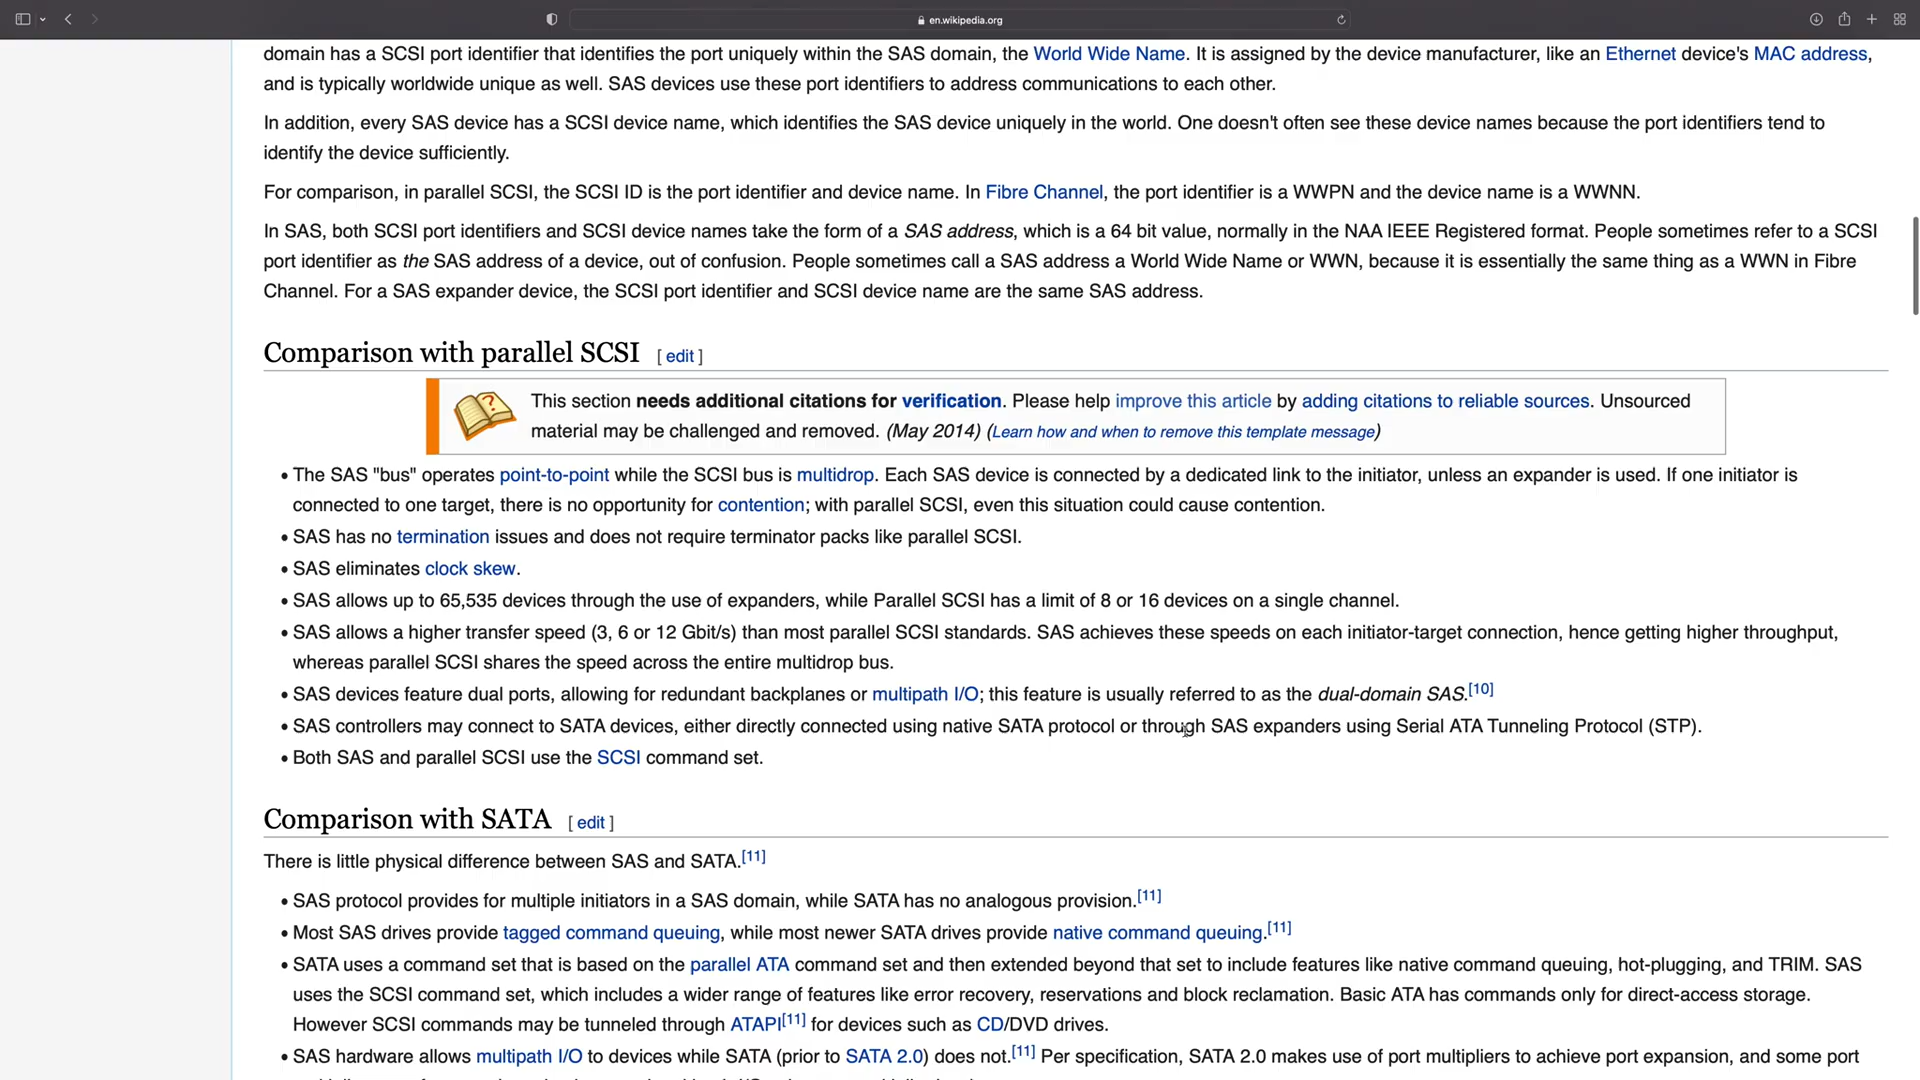 en.wikipedia.org
domain has a SCSI port identifier that identifies the port uniquely within the SAS domain, the World Wide Name. It is assigned by the device manufacturer, like an Ethernet device's MAC address,
and is typically worldwide unique as well. SAS devices use these port identifiers to address communications to each other.
In addition, every SAS device has a SCSI device name, which identifies the SAS device uniquely in the world. One doesn't often see these device names because the port identifiers tend to
identify the device sufficiently.
For comparison, in parallel SCSI, the SCSI ID is the port identifier and device name. In Fibre Channel, the port identifier is a WWPN and the device name is a WWNN.
In SAS, both SCSI port identifiers and SCSI device names take the form of a SAS address, which is a 64 bit value, normally in the NAA IEEE Registered format. People sometimes refer to a SCSI
port identifier as the SAS address of a device, out of confusion. People sometimes call a SAS address a World Wide Name or WWN, because it is essentially the same thing as a WWN in Fibre
Channel. For a SAS expander device, the SCSI port identifier and SCSI device name are the same SAS address.
Comparison with parallel SCSI [ edit ]
This section needs additional citations for verification. Please help improve this article by adding citations to reliable sources. Unsourced
material may be challenged and removed. (May 2014) (Learn how and when to remove this template message)
• The SAS "bus" operates point-to-point while the SCSI bus is multidrop. Each SAS device is connected by a dedicated link to the initiator, unless an expander is used. If one initiator is
connected to one target, there is no opportunity for contention; with parallel SCSI, even this situation could cause contention.
• SAS has no termination issues and does not require terminator packs like parallel SCSI.
• SAS eliminates clock skew.
• SAS allows up to 65,535 devices through the use of expanders, while Parallel SCSI has a limit of 8 or 16 devices on a single channel.
• SAS allows a higher transfer speed (3, 6 or 12 Gbit/s) than most parallel SCSI standards. SAS achieves these speeds on each initiator-target connection, hence getting higher throughput,
whereas parallel SCSI shares the speed across the entire multidrop bus.
• SAS devices feature dual ports, allowing for redundant backplanes or multipath I/O; this feature is usually referred to as the dual-domain SAS.[10]
• SAS controllers may connect to SATA devices, either directly connected using native SATA protocol or through SAS expanders using Serial ATA Tunneling Protocol (STP).
• Both SAS and parallel SCSI use the SCSI command set.
Comparison with SATA [ edit ]
There is little physical difference between SAS and SATA.[11]
• SAS protocol provides for multiple initiators in a SAS domain, while SATA has no analogous provision.[11]
• Most SAS drives provide tagged command queuing, while most newer SATA drives provide native command queuing.[11]
• SATA uses a command set that is based on the parallel ATA command set and then extended beyond that set to include features like native command queuing, hot-plugging, and TRIM. SAS
uses the SCSI command set, which includes a wider range of features like error recovery, reservations and block reclamation. Basic ATA has commands only for direct-access storage.
However SCSI commands may be tunneled through ATAPI[11] for devices such as CD/DVD drives.
• SAS hardware allows multipath I/O to devices while SATA (prior to SATA 2.0) does not.[11] Per specification, SATA 2.0 makes use of port multipliers to achieve port expansion, and some port